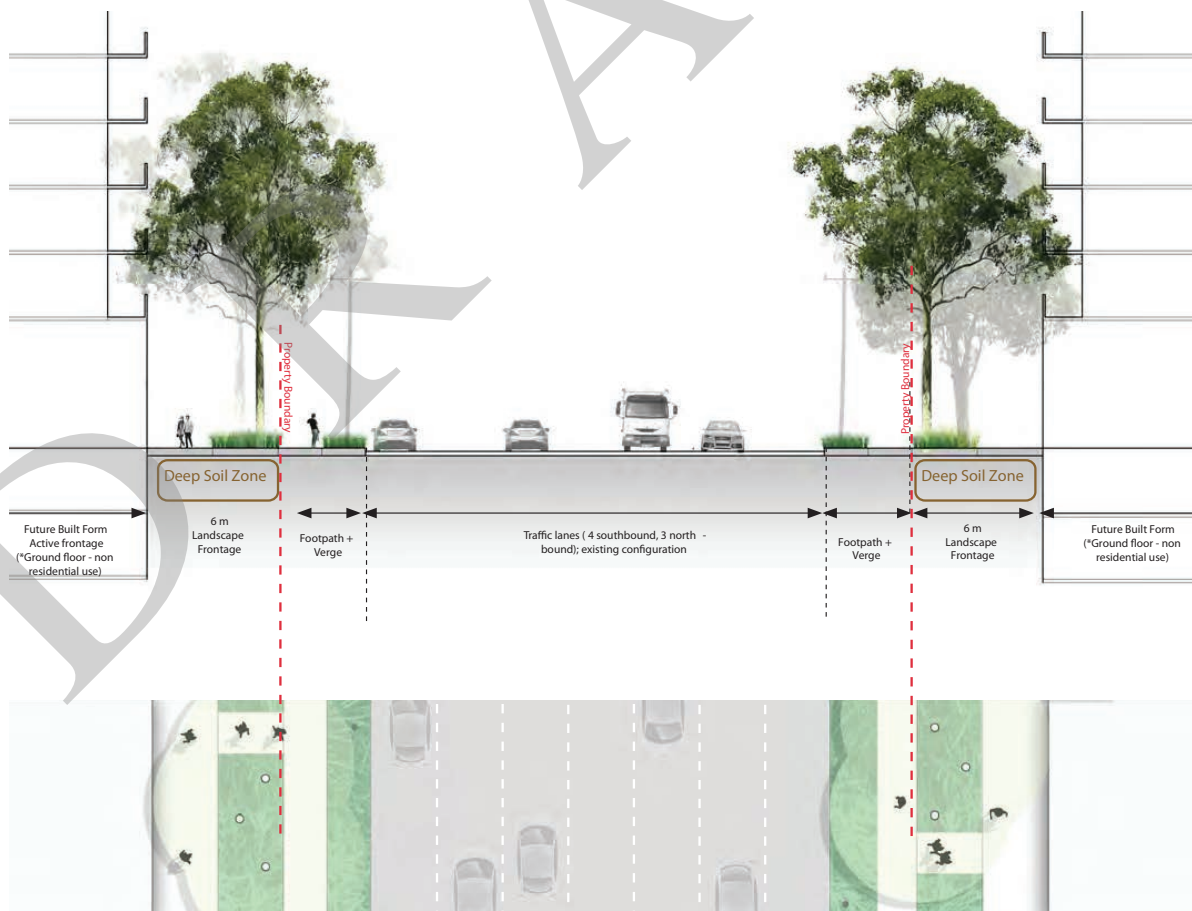 DRA
Property Boundary
Property Boundary
Deep Soil Zone
Deep Soil Zone
Future Built Form
Active frontage
(*Ground floor - non
residential use)
6 m
Landscape
Frontage
Footpath +
Verge
Traffic lanes ( 4 southbound, 3 north -
bound); existing configuration
Footpath +
Verge
6 m
Landscape
Frontage
Future Built Form
(*Ground floor - non
residential use)